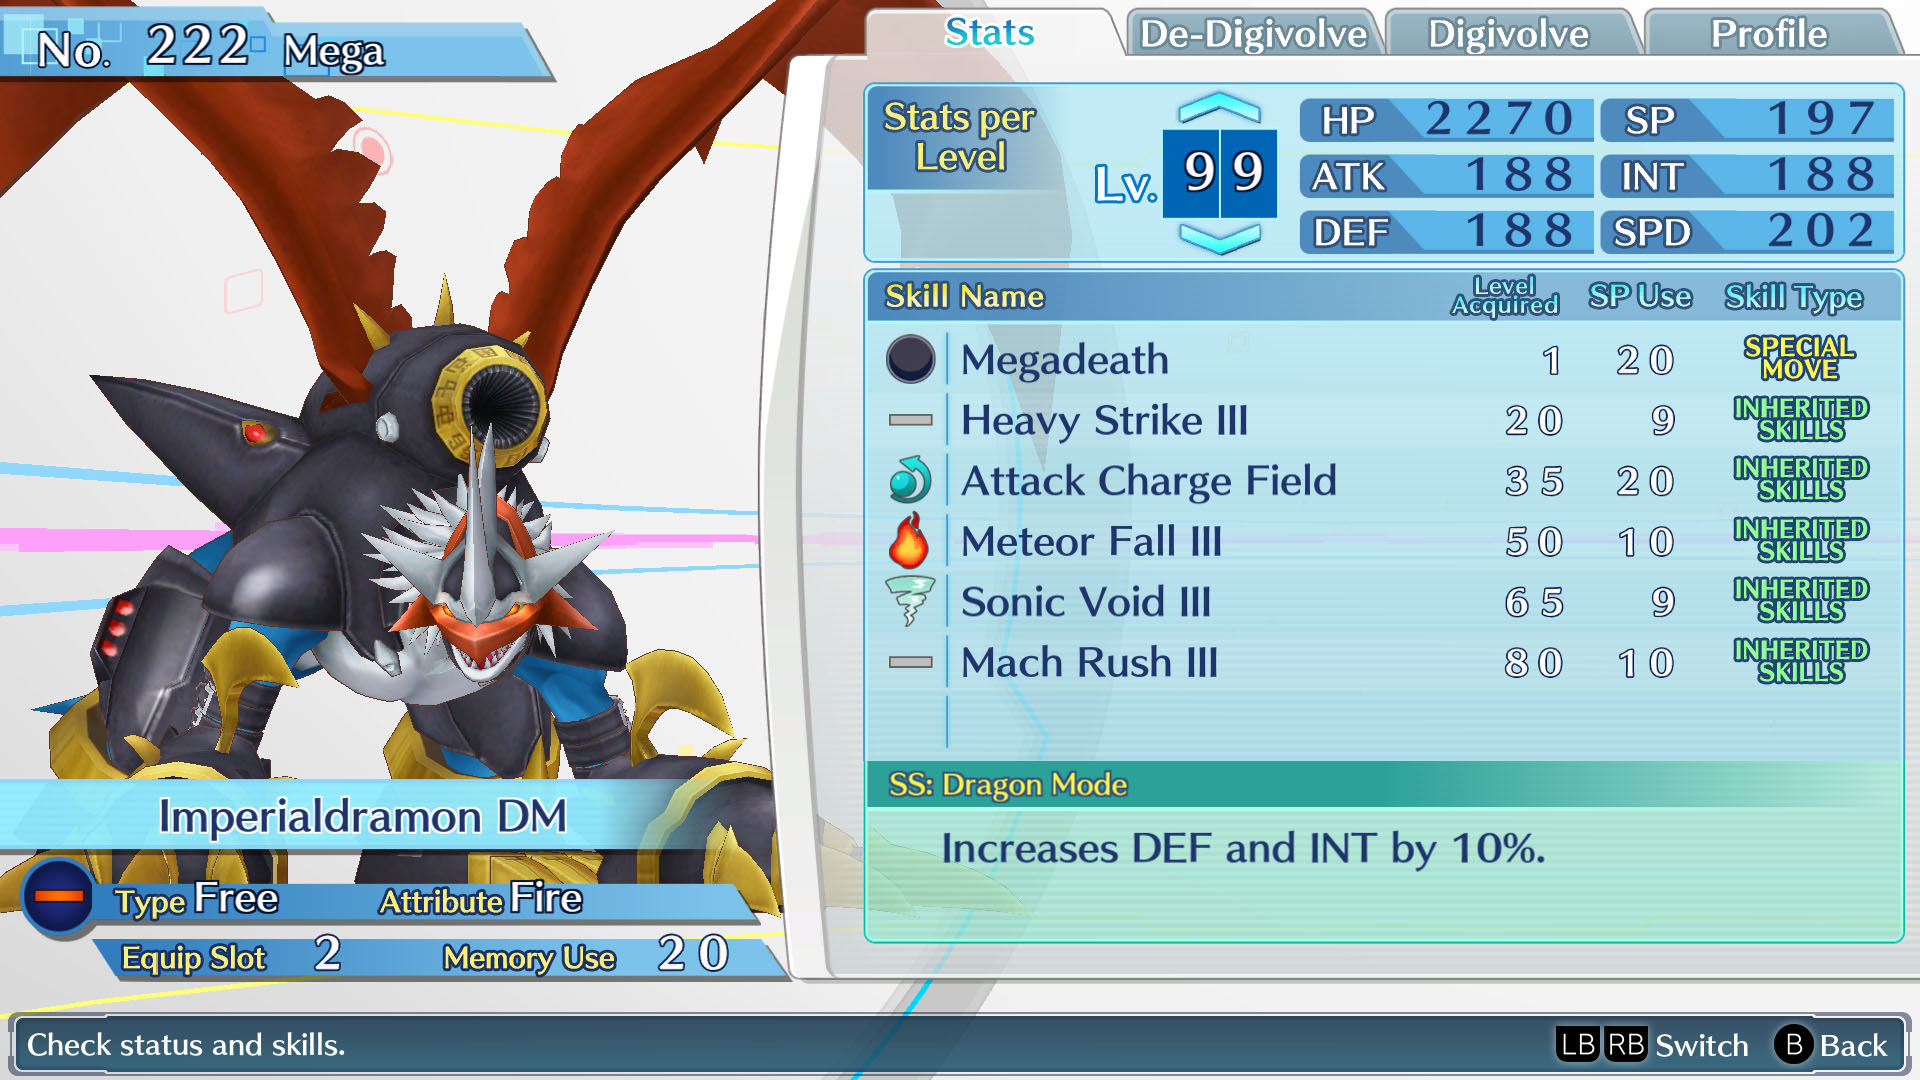 No. 222 Mega
Stats
De-Digivolve
Digivolve
Profile
Stats per
Level
Lv. 99
HP 2270
SP 197
ATK 188
INT 188
DEF 188
SPD 202
Skill Name
Level
Acquired
SP Use
Skill Type
Megadeath 1 20 SPECIAL
MOVE
Heavy Strike III 20 9 INHERITED
SKILLS
Attack Charge Field 35 20 INHERITED
SKILLS
Meteor Fall III 50 10 INHERITED
SKILLS
Sonic Void III 65 9 INHERITED
SKILLS
Mach Rush III 80 10 INHERITED
SKILLS
SS: Dragon Mode
Increases DEF and INT by 10%.
Imperialdramon DM
Type Free Attribute Fire
Equip Slot 2 Memory Use 20
Check status and skills.
LB RB Switch B Back